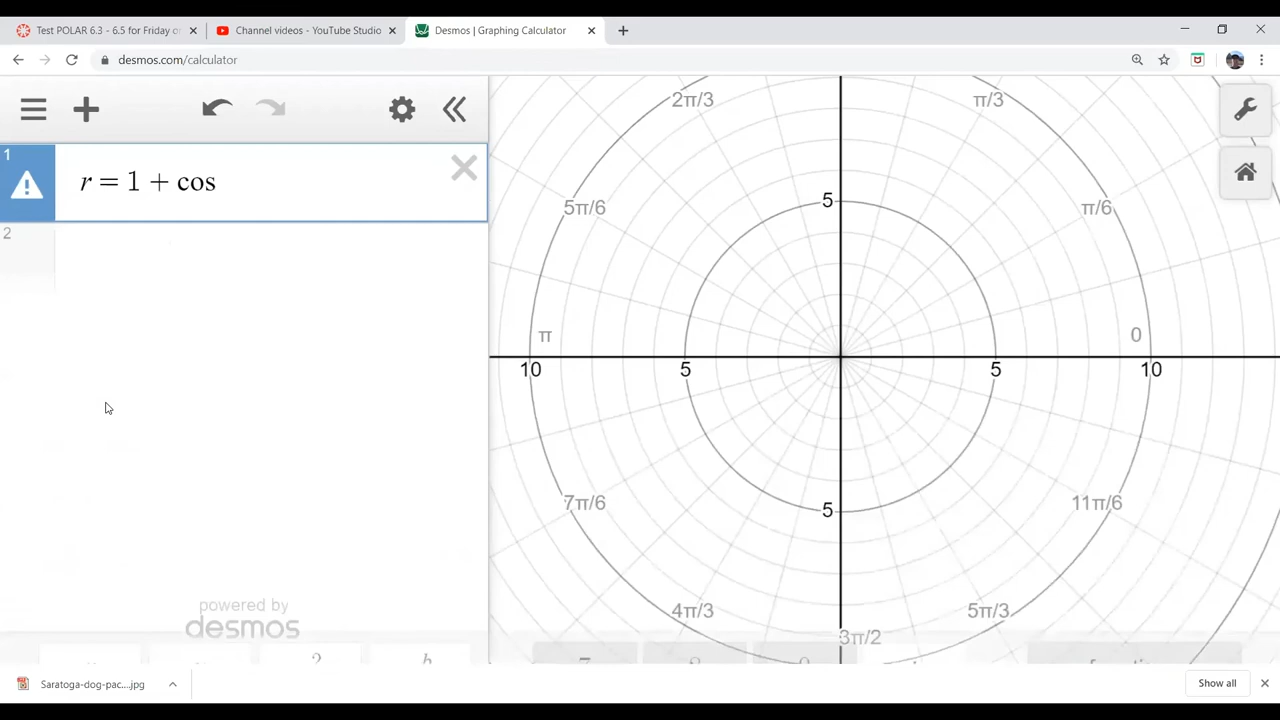 Test POLAR 6.3 - 6.5 for Friday o
Channel videos - YouTube Studio
Desmos | Graphing Calculator
desmos.com/calculator
1
r = 1 + cos
2
2π/3
π/3
5π/6
5
π/6
π
0
10
5
5
10
7π/6
5
11π/6
4π/3
5π/3
3π/2
powered by
desmos
Saratoga-dog-pac....jpg
Show all